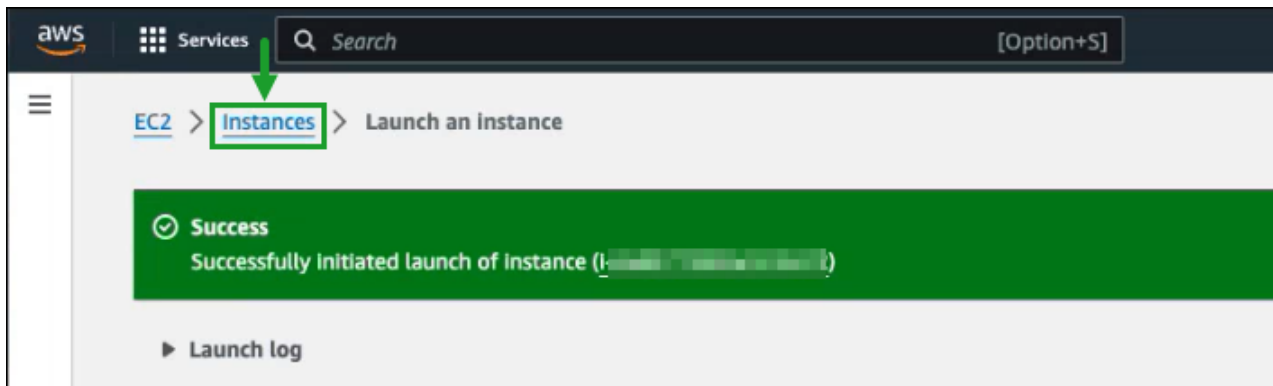 aws Services Search [Option+S]
EC2 > Instances > Launch an instance
Success
Successfully initiated launch of instance (i-)
Launch log